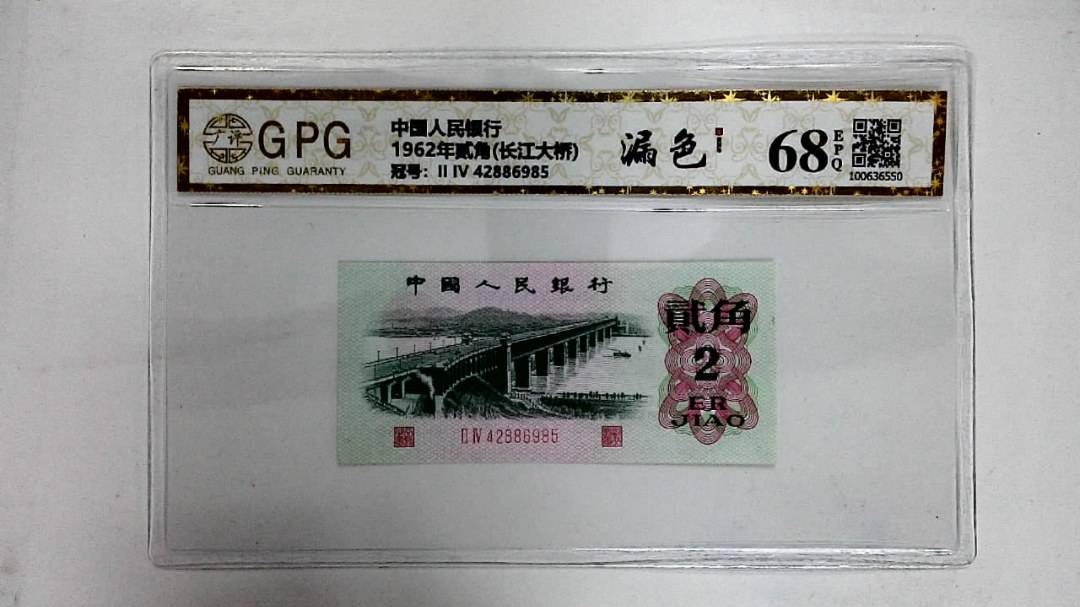 广评
GPG
GUANG PING GUARANTY
中国人民银行
1962年贰角(长江大桥)
冠号: II IV 42886985
漏色
68
EPQ
100636550
中國人民銀行
貳角
2
ER
JIAO
II IV 42886985